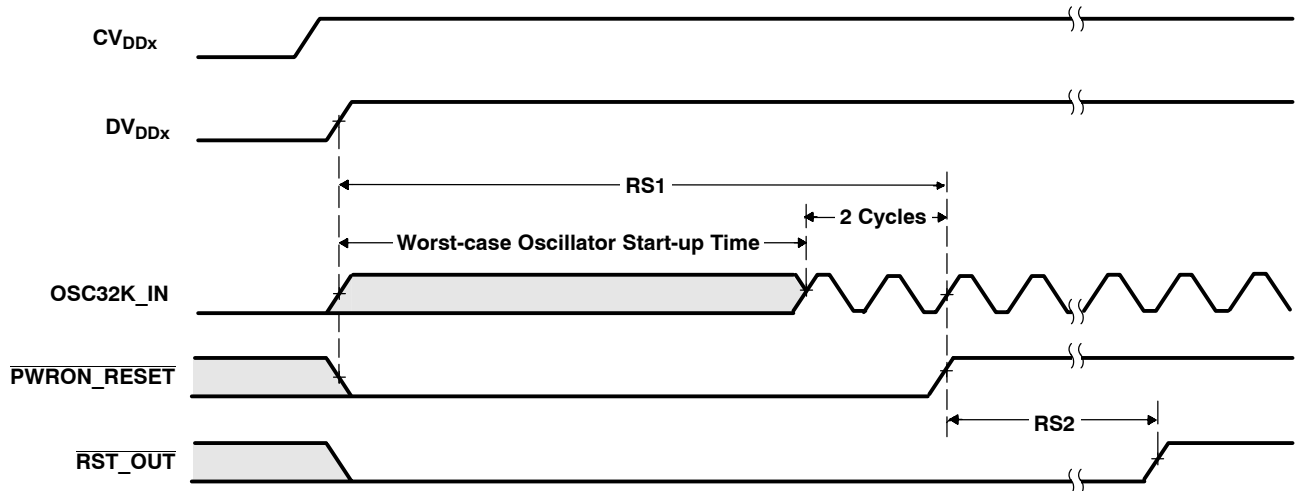 CVDDx
DVDDx
RS1
2 Cycles
Worst-case Oscillator Start-up Time
OSC32K_IN
PWRON_RESET
RS2
RST_OUT